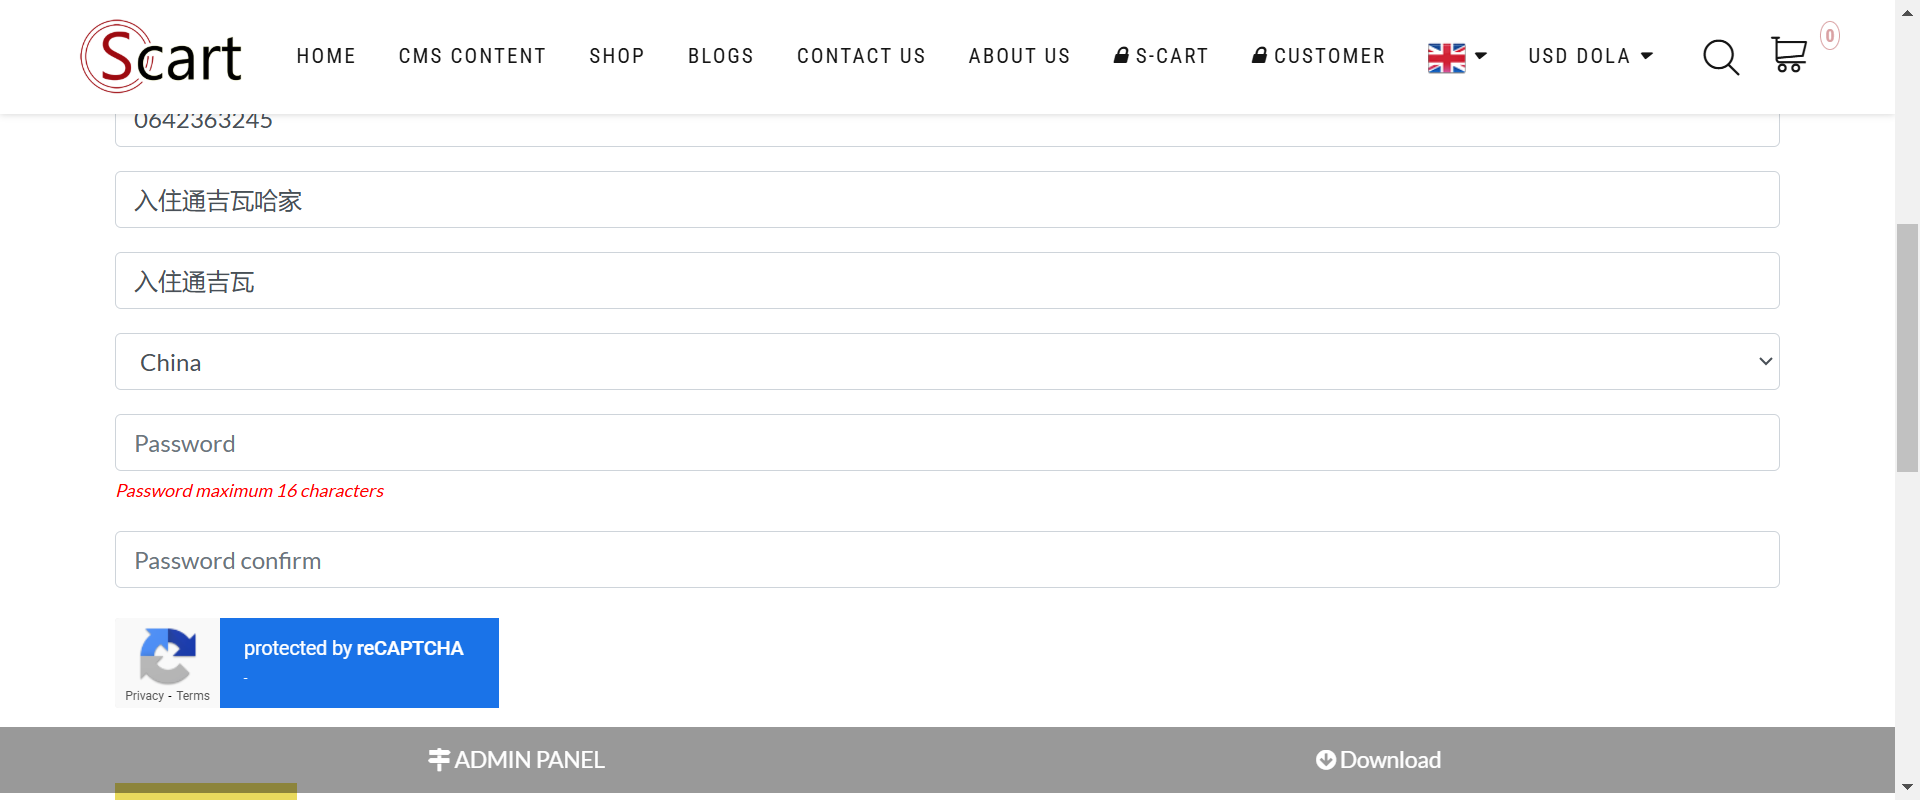 Scart
HOME
CMS CONTENT
SHOP
BLOGS
CONTACT US
ABOUT US
S-CART
CUSTOMER
USD DOLA
0
0642363245
入住通吉瓦哈家
入住通吉瓦
China
Password
Password maximum 16 characters
Password confirm
protected by reCAPTCHA
-
Privacy - Terms
ADMIN PANEL
Download